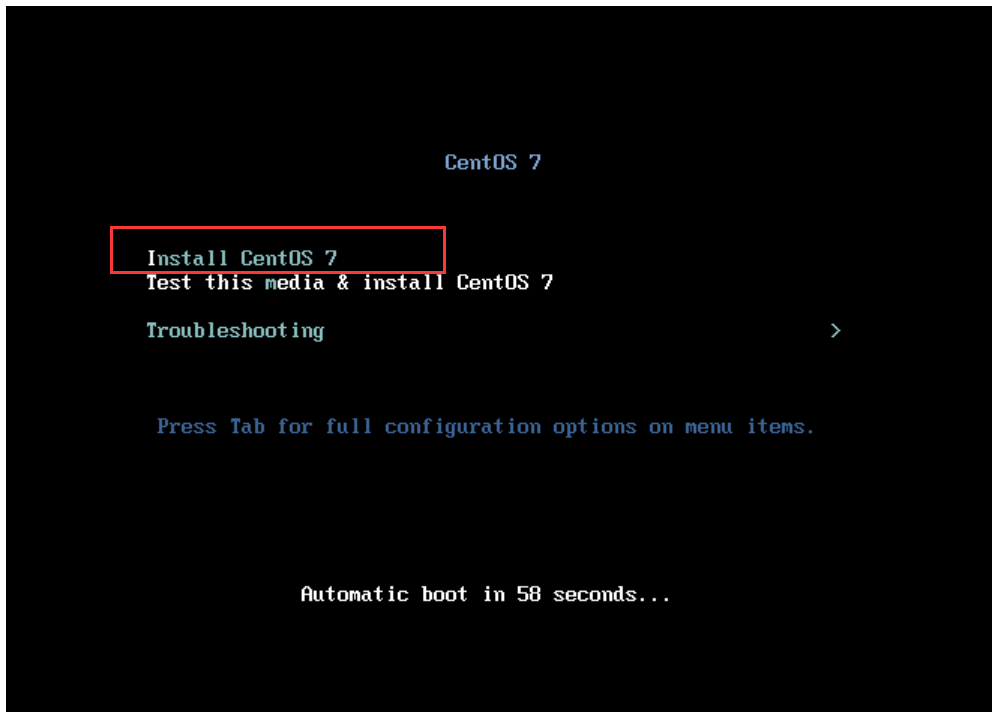 CentOS 7
Install CentOS 7
Test this media & install CentOS 7
Troubleshooting >
Press Tab for full configuration options on menu items.
Automatic boot in 58 seconds...